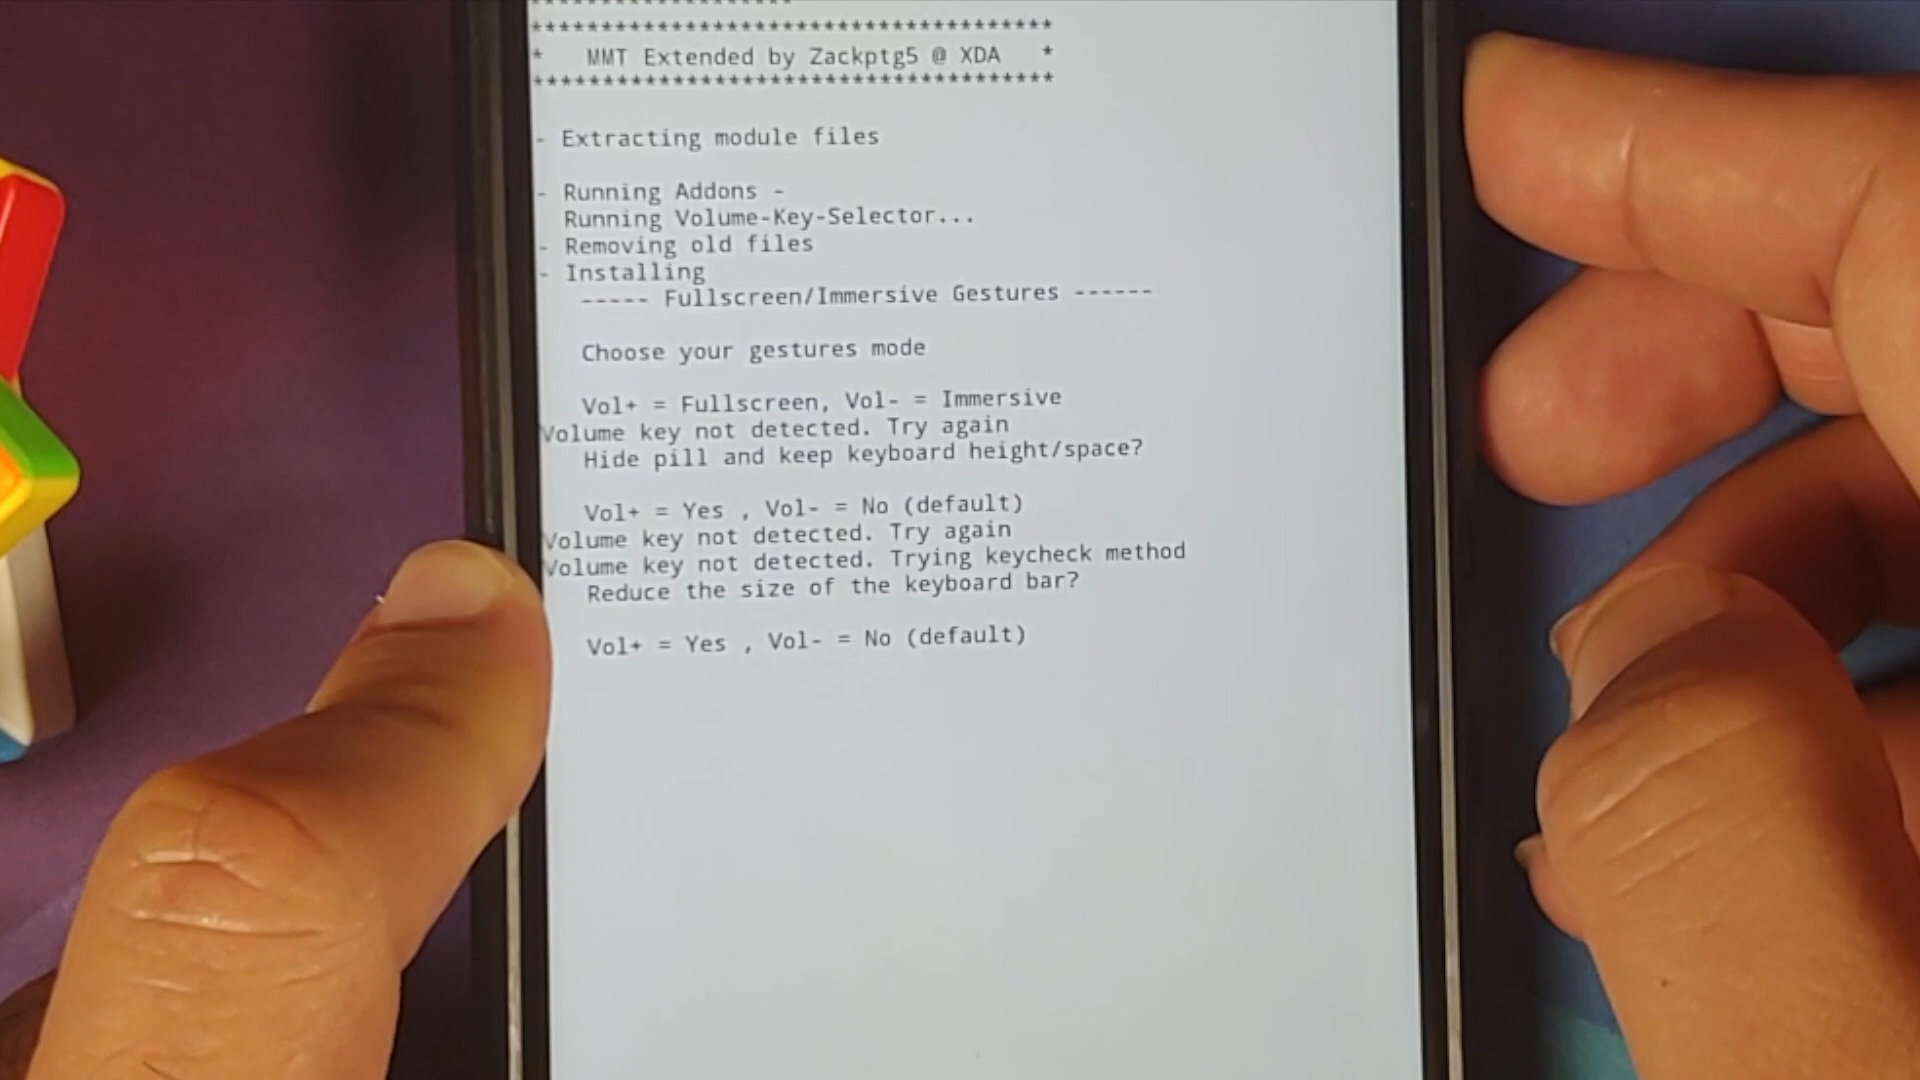 ***************************************
* MMT Extended by Zackptg5 @ XDA *
***************************************
- Extracting module files
- Running Addons -
Running Volume-Key-Selector...
- Removing old files
- Installing
----- Fullscreen/Immersive Gestures ------
Choose your gestures mode
Vol+ = Fullscreen, Vol- = Immersive
Volume key not detected. Try again
Hide pill and keep keyboard height/space?
Vol+ = Yes , Vol- = No (default)
Volume key not detected. Try again
Volume key not detected. Trying keycheck method
Reduce the size of the keyboard bar?
Vol+ = Yes , Vol- = No (default)